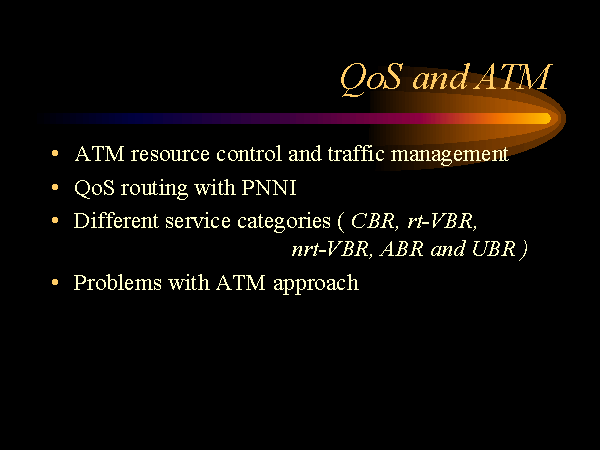 QoS and ATM
• ATM resource control and traffic management
• QoS routing with PNNI
• Different service categories ( CBR, rt-VBR,
nrt-VBR, ABR and UBR )
• Problems with ATM approach